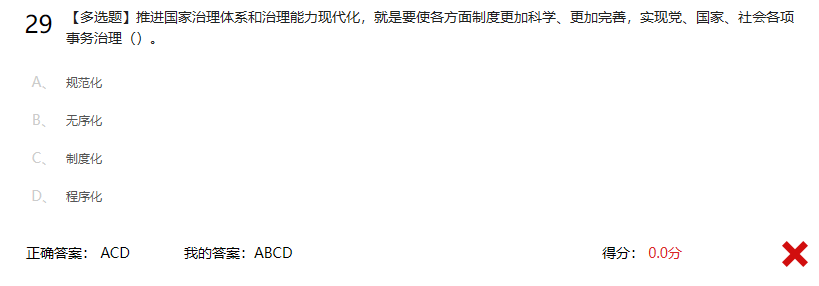 29 【多选题】推进国家治理体系和治理能力现代化，就是要使各方面制度更加科学、更加完善，实现党、国家、社会各项
事务治理（）。
A、 规范化
B、 无序化
C、 制度化
D、 程序化
正确答案： ACD 我的答案：ABCD 得分： 0.0分